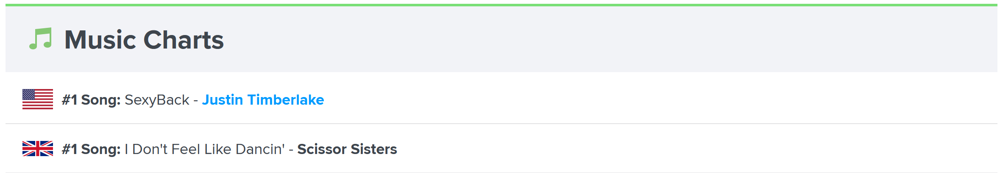 Music Charts
#1 Song: SexyBack - Justin Timberlake
#1 Song: I Don't Feel Like Dancin' - Scissor Sisters